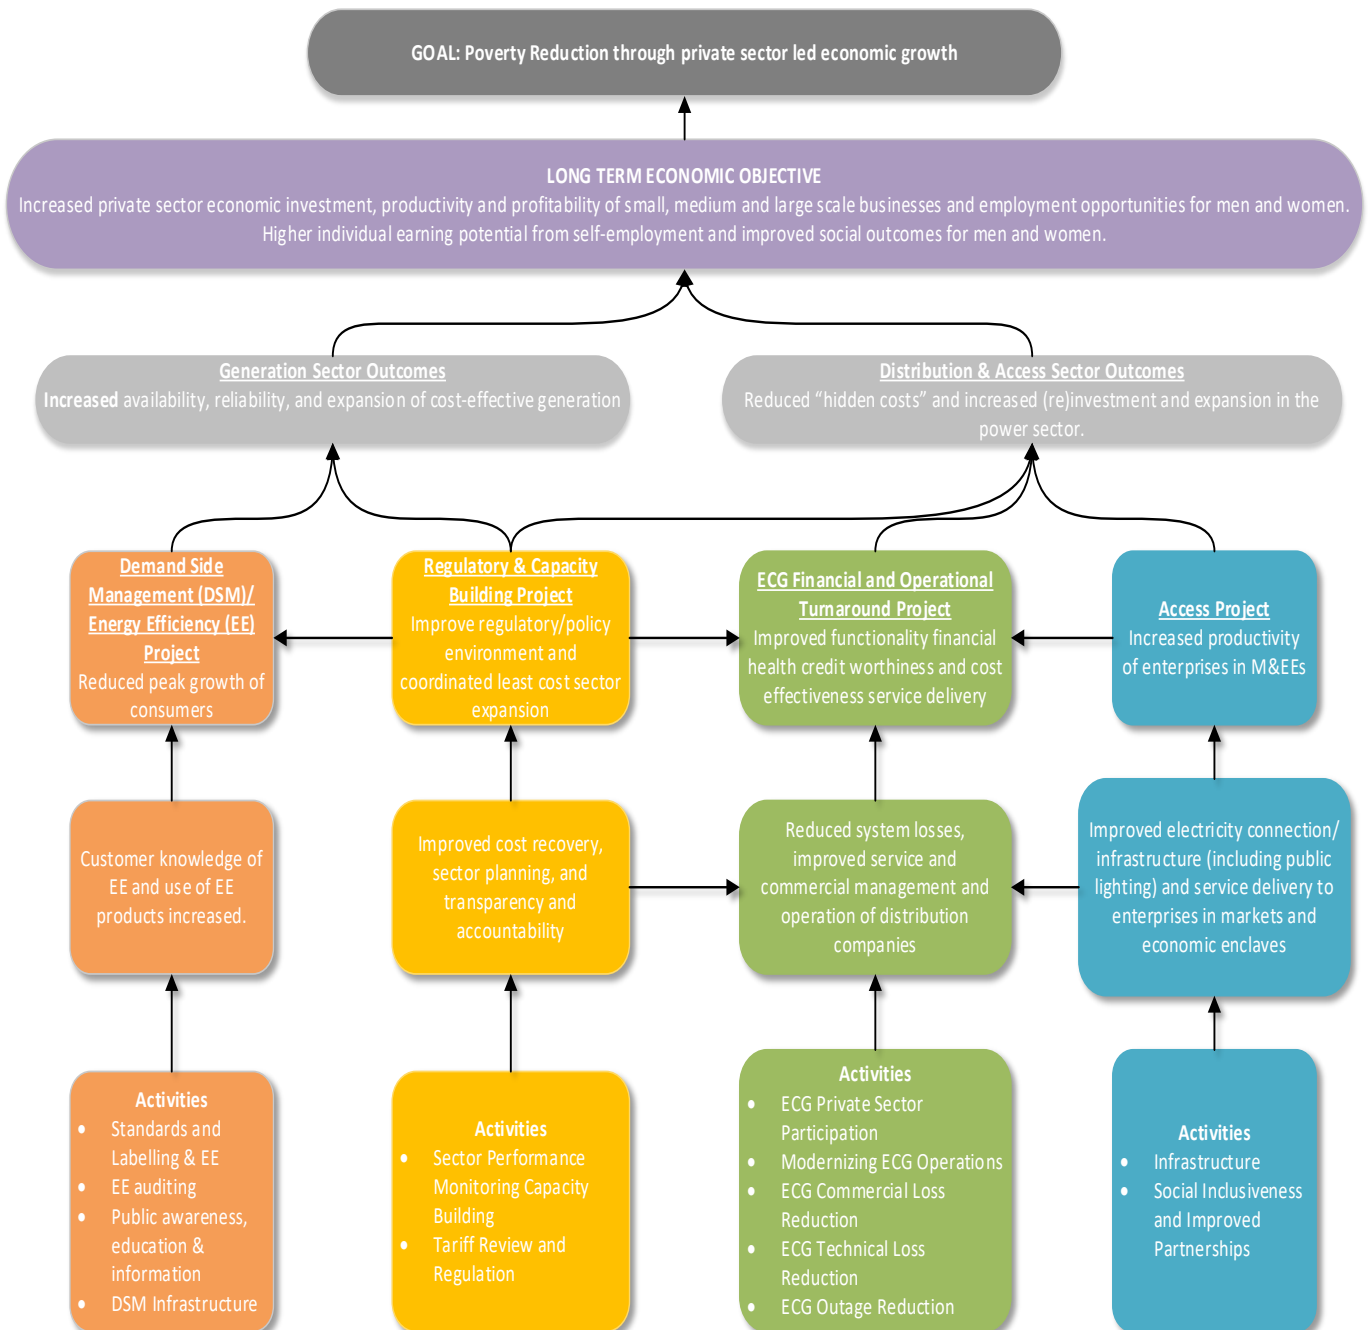 GOAL: Poverty Reduction through private sector led economic growth
LONG TERM ECONOMIC OBJECTIVE
Increased private sector economic investment, productivity and profitability of small, medium and large scale businesses and employment opportunities for men and women.
Higher individual earning potential from self-employment and improved social outcomes for men and women.
Generation Sector Outcomes
Increased availability, reliability, and expansion of cost-effective generation
Distribution & Access Sector Outcomes
Reduced “hidden costs” and increased (re)investment and expansion in the
power sector.
Demand Side
Management (DSM)/
Energy Efficiency (EE)
Project
Reduced peak growth of
consumers
Regulatory & Capacity
Building Project
Improve regulatory/policy
environment and
coordinated least cost sector
expansion
ECG Financial and Operational
Turnaround Project
Improved functionality financial
health credit worthiness and cost
effectiveness service delivery
Access Project
Increased productivity
of enterprises in M&EEs
Customer knowledge of
EE and use of EE
products increased.
Improved cost recovery,
sector planning, and
transparency and
accountability
Reduced system losses,
improved service and
commercial management and
operation of distribution
companies
Improved electricity connection/
infrastructure (including public
lighting) and service delivery to
enterprises in markets and
economic enclaves
Activities
• Standards and
Labelling & EE
• EE auditing
• Public awareness,
education &
information
• DSM Infrastructure
Activities
• Sector Performance
Monitoring Capacity
Building
• Tariff Review and
Regulation
Activities
• ECG Private Sector
Participation
• Modernizing ECG Operations
• ECG Commercial Loss
Reduction
• ECG Technical Loss
Reduction
• ECG Outage Reduction
Activities
• Infrastructure
• Social Inclusiveness
and Improved
Partnerships